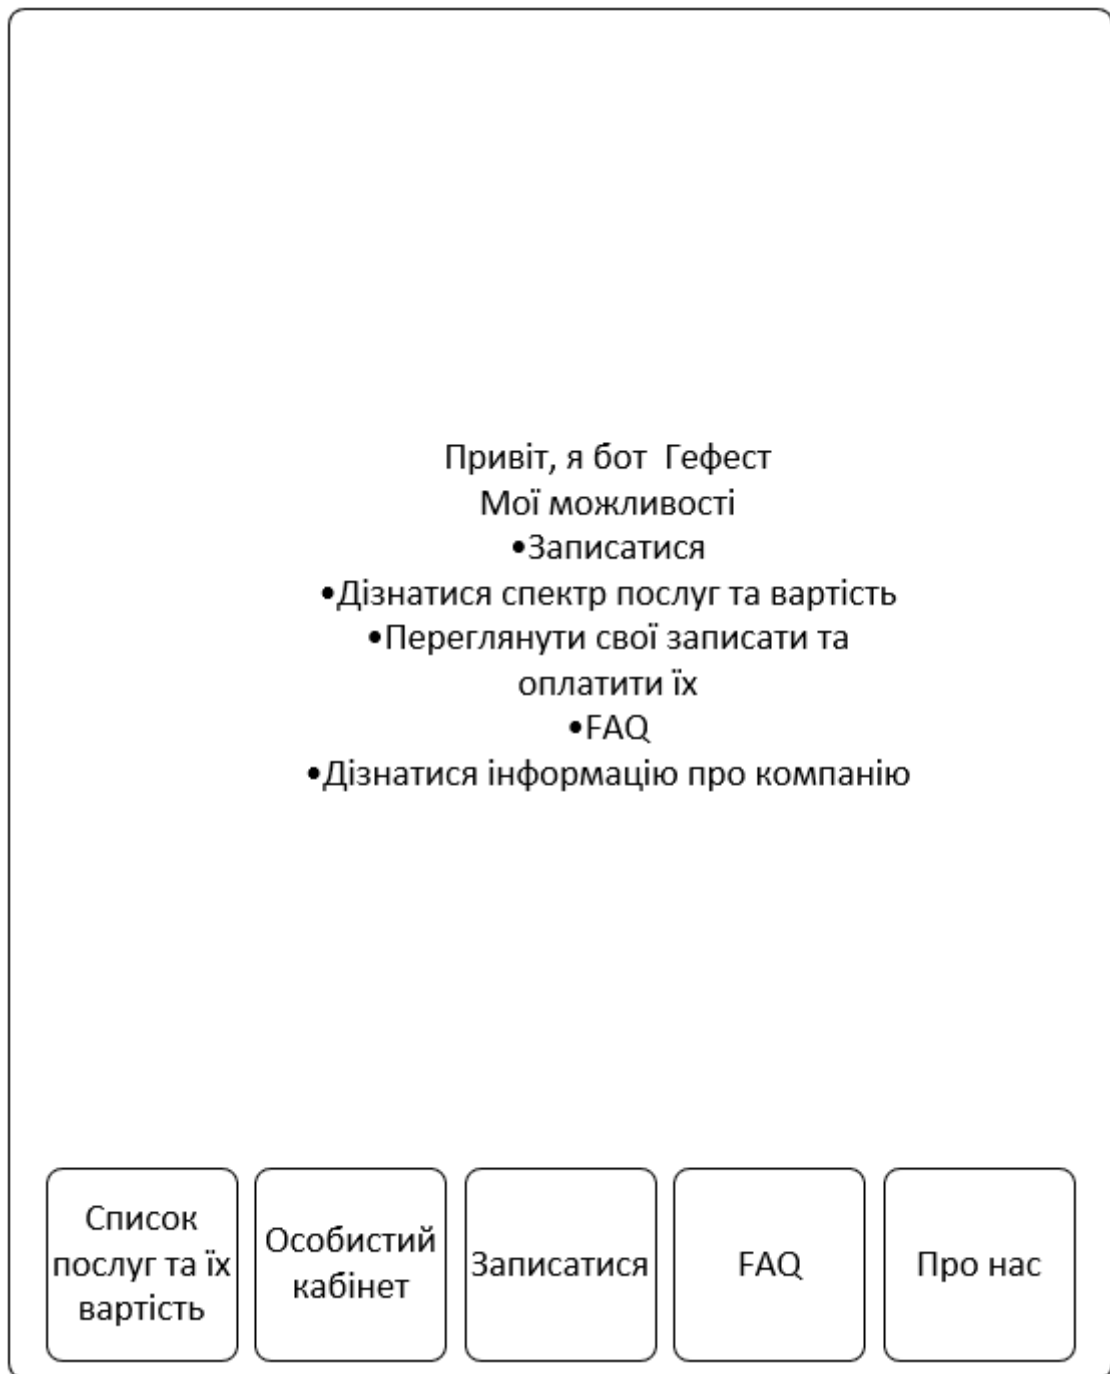 Привіт, я бот  Гефест
Мої можливості
•Записатися
•Дізнатися спектр послуг та вартість
•Переглянути свої записати та
оплатити їх
•FAQ
•Дізнатися інформацію про компанію
Список
послуг та їх
вартість
Особистий
кабінет
Записатися
FAQ
Про нас